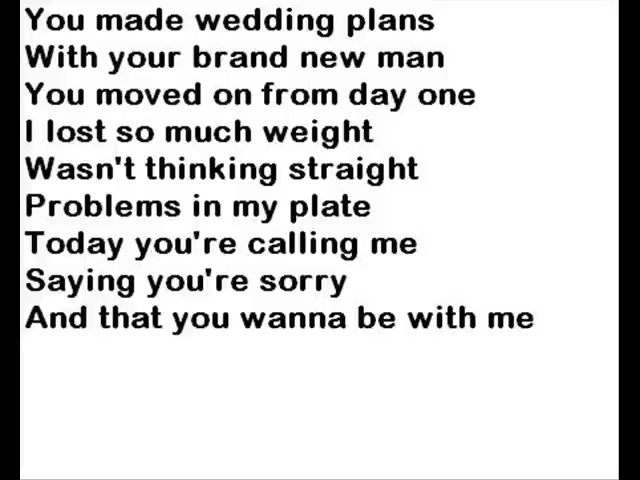 You made wedding plans
With your brand new man
You moved on from day one
I lost so much weight
Wasn't thinking straight
Problems in my plate
Today you're calling me
Saying you're sorry
And that you wanna be with me